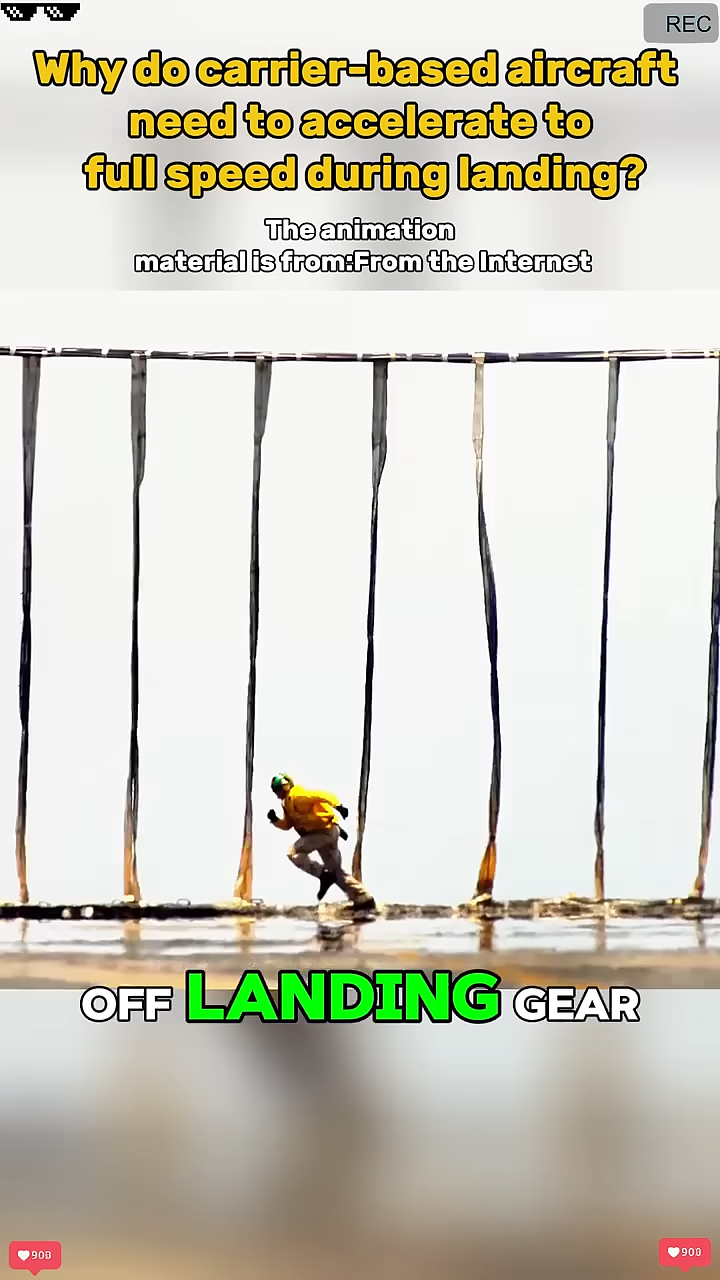 REC
Why do carrier-based aircraft
need to accelerate to
full speed during landing?
The animation
material is from:From the Internet
OFF LANDING GEAR
900
900